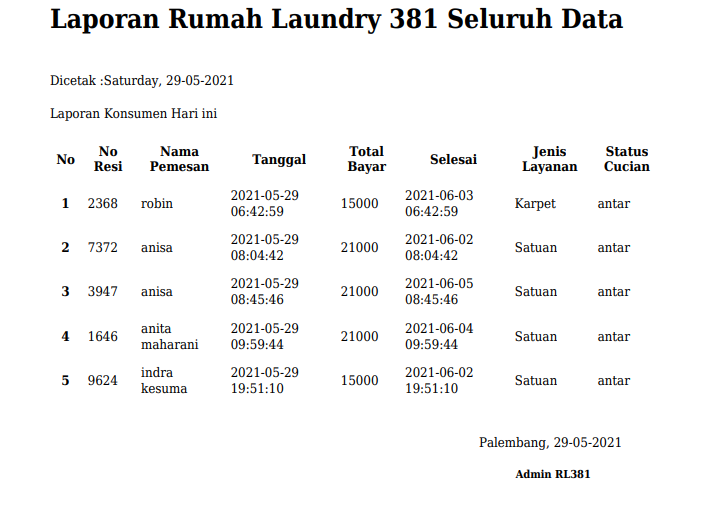 Laporan Rumah Laundry 381 Seluruh Data
Dicetak :Saturday, 29-05-2021
Laporan Konsumen Hari ini
No No Resi Nama Pemesan Tanggal Total Bayar Selesai Jenis Layanan Status Cucian
1 2368 robin 2021-05-29 06:42:59 15000 2021-06-03 06:42:59 Karpet antar
2 7372 anisa 2021-05-29 08:04:42 21000 2021-06-02 08:04:42 Satuan antar
3 3947 anisa 2021-05-29 08:45:46 21000 2021-06-05 08:45:46 Satuan antar
4 1646 anita maharani 2021-05-29 09:59:44 21000 2021-06-04 09:59:44 Satuan antar
5 9624 indra kesuma 2021-05-29 19:51:10 15000 2021-06-02 19:51:10 Satuan antar
Palembang, 29-05-2021
Admin RL381